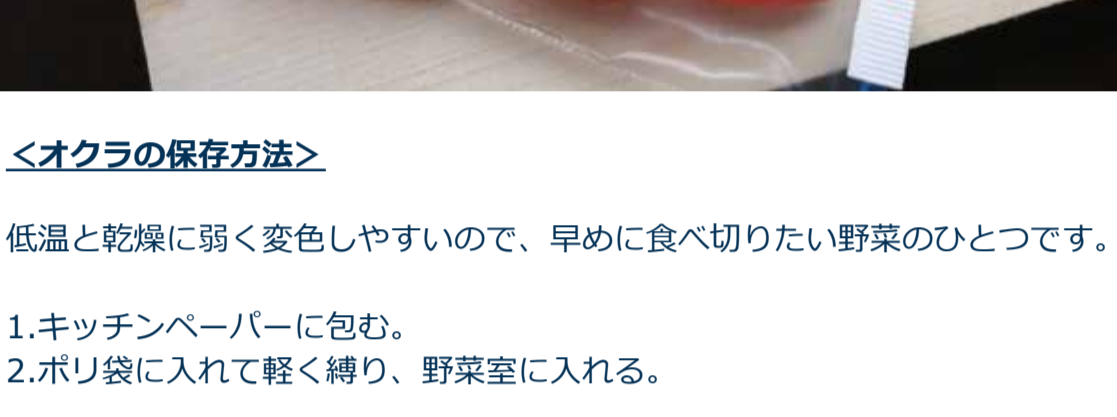 ＜オクラの保存方法＞
低温と乾燥に弱く変色しやすいので、早めに食べ切りたい野菜のひとつです。
1.キッチンペーパーに包む。
2.ポリ袋に入れて軽く縛り、野菜室に入れる。